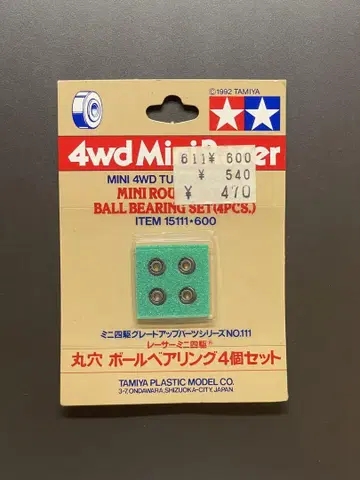 ©1992 TAMIYA
4wd Mini
611¥ 600
¥ 540
¥ 470
MINI 4WD
MINI
BALL BEARING SET(4PCS.)
ITEM 15111・600
ミニ四駆グレードアップパーツシリーズNO.111
レーサーミニ四駆®
丸穴 ボールベアリング4個セット
TAMIYA PLASTIC MODEL CO.
3-7, ONDAWARA, SHIZUOKA-CITY, JAPAN